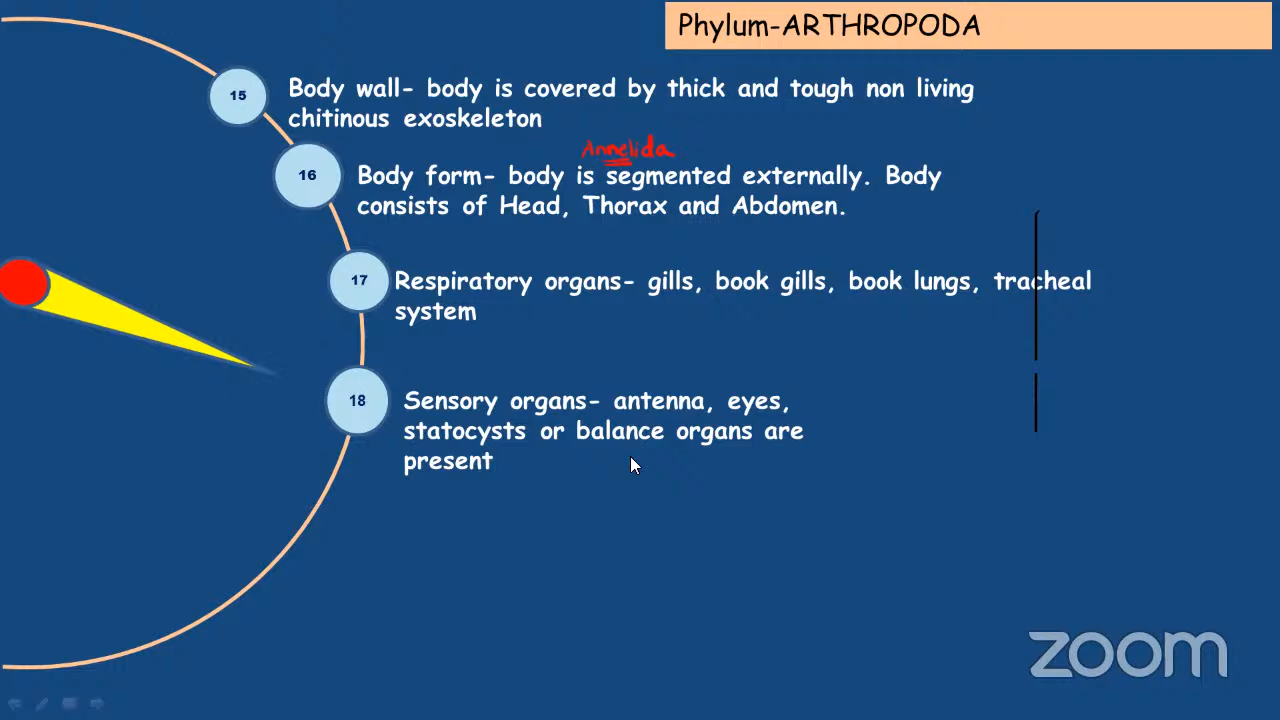 Phylum-ARTHROPODA
15
Body wall- body is covered by thick and tough non living
chitinous exoskeleton
Annelida
16
Body form- body is segmented externally. Body
consists of Head, Thorax and Abdomen.
17
Respiratory organs- gills, book gills, book lungs, tracheal
system
18
Sensory organs- antenna, eyes,
statocysts or balance organs are
present
zoom